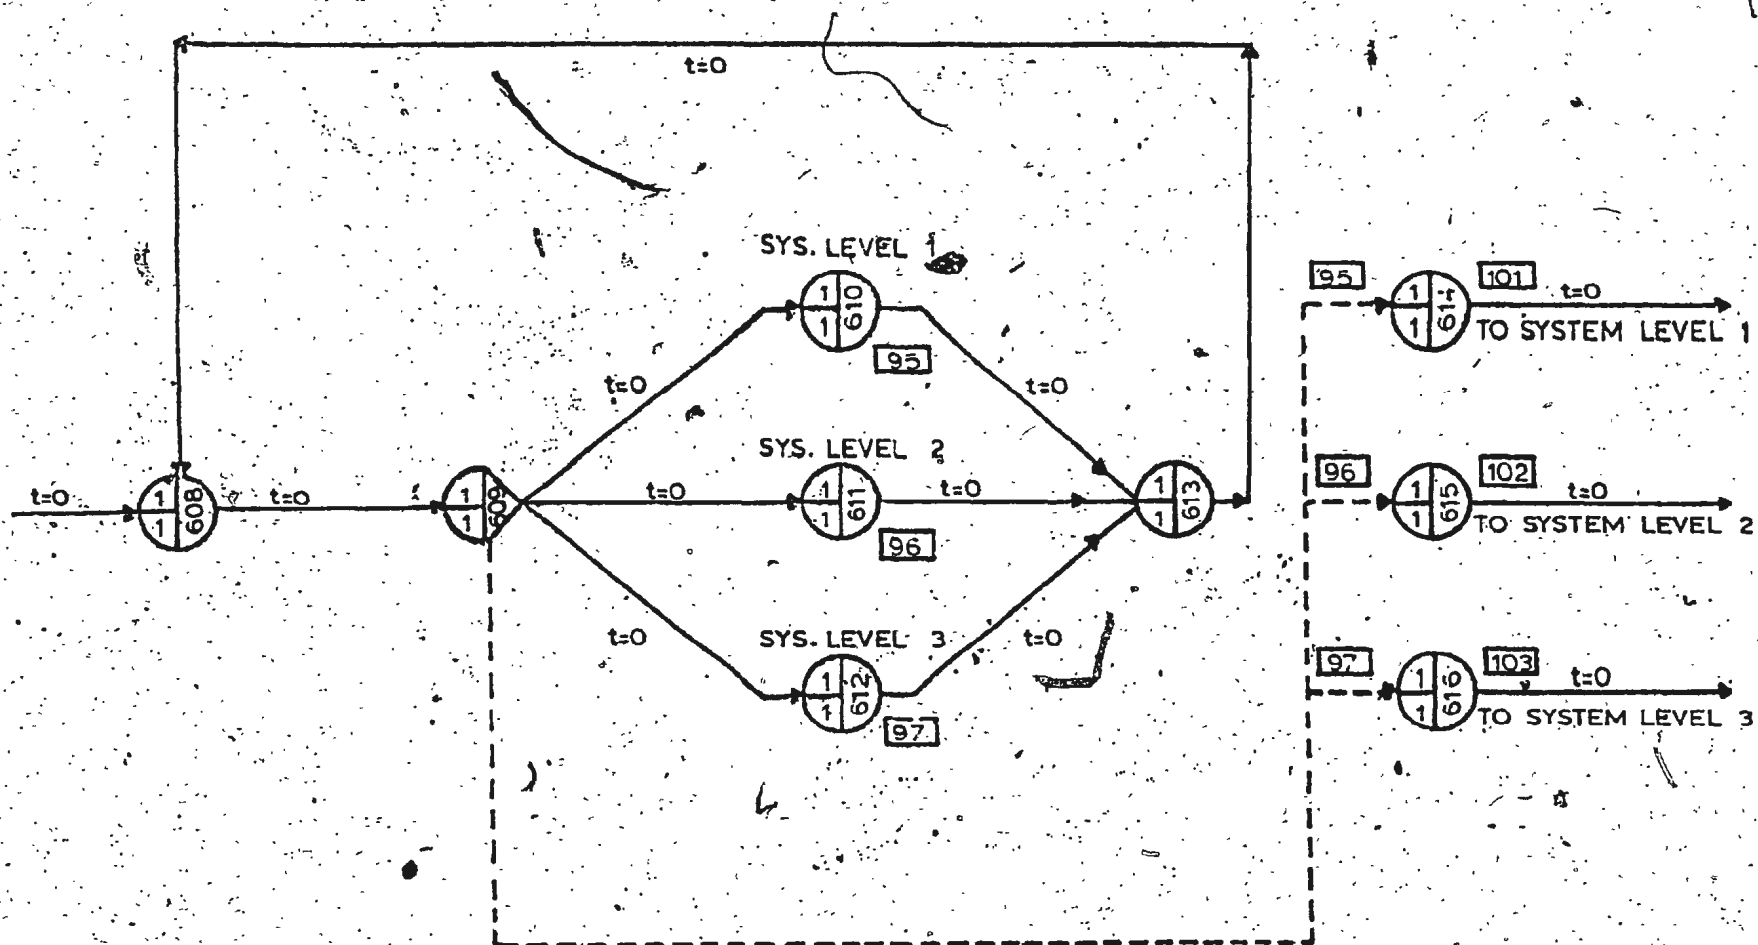 t=0
SYS. LEVEL 1
1 1 610
95
t=0
t=0
SYS. LEVEL 2
t=0
1 1 608
t=0
1 1 609
t=0
1 1 611
t=0
96
1 1 613
SYS. LEVEL 3
t=0
t=0
1 1 612
97
95
1 1
101
t=0
TO SYSTEM LEVEL 1
96
1 1 615
102
t=0
TO SYSTEM LEVEL 2
97
1 1 616
103
t=0
TO SYSTEM LEVEL 3